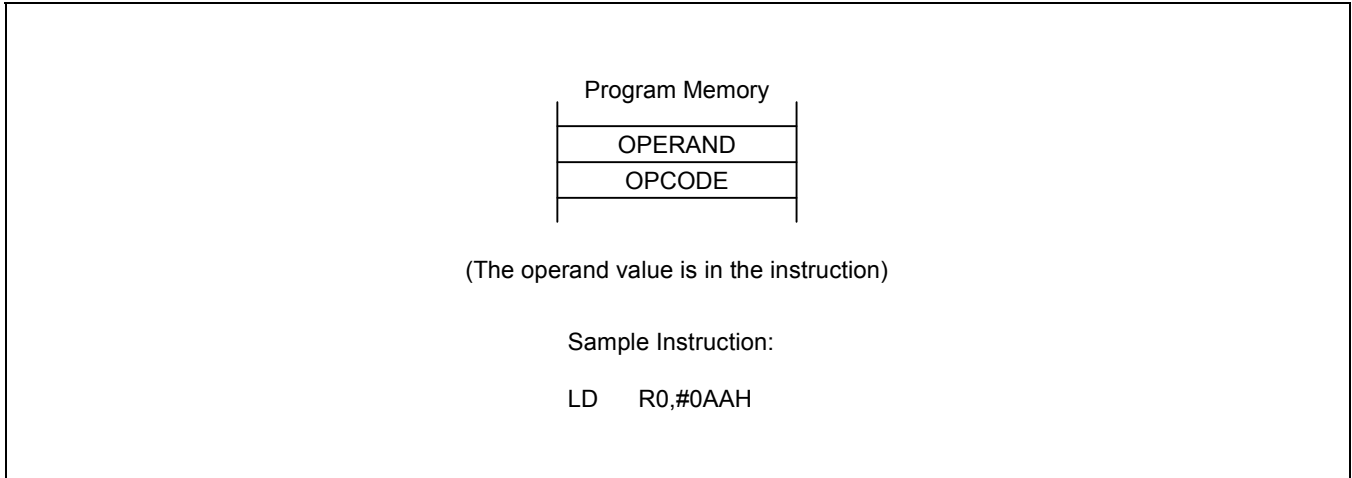 Program Memory
OPERAND
OPCODE
(The operand value is in the instruction)
Sample Instruction:
LD R0,#0AAH